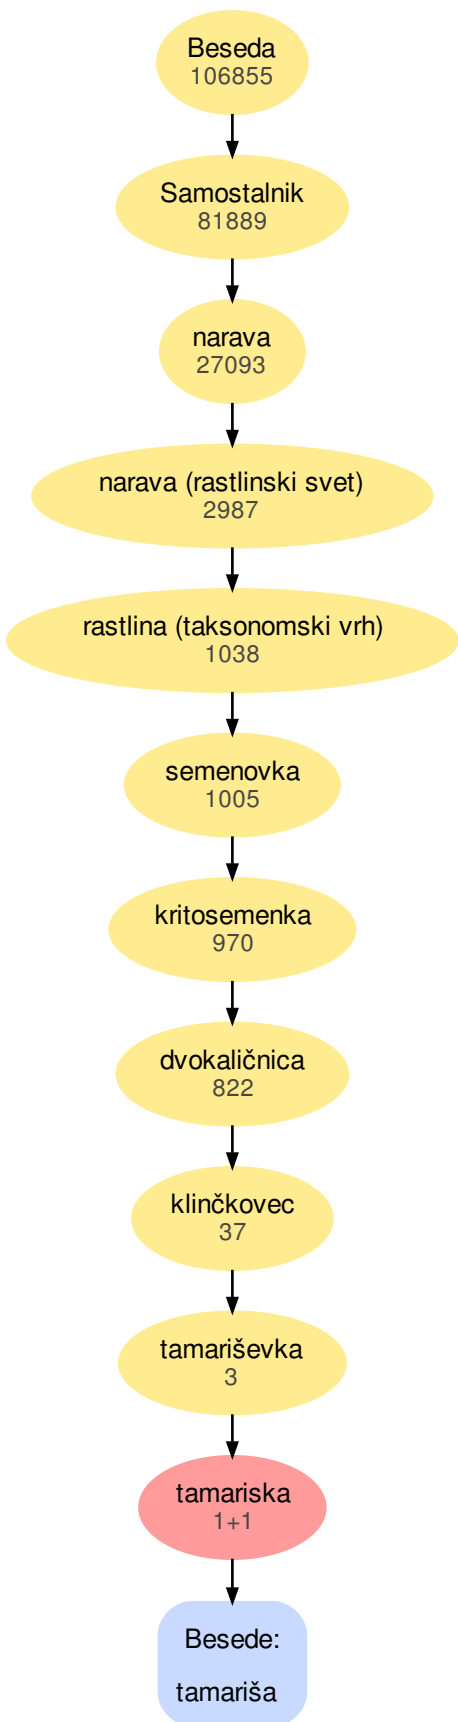 Beseda
106855
Samostalnik
81889
narava
27093
narava (rastlinski svet)
2987
rastlina (taksonomski vrh)
1038
semenovka
1005
kritosemenka
970
dvokaličnica
822
klinčkovec
37
tamariševka
3
tamariska
1+1
Besede:
tamariša